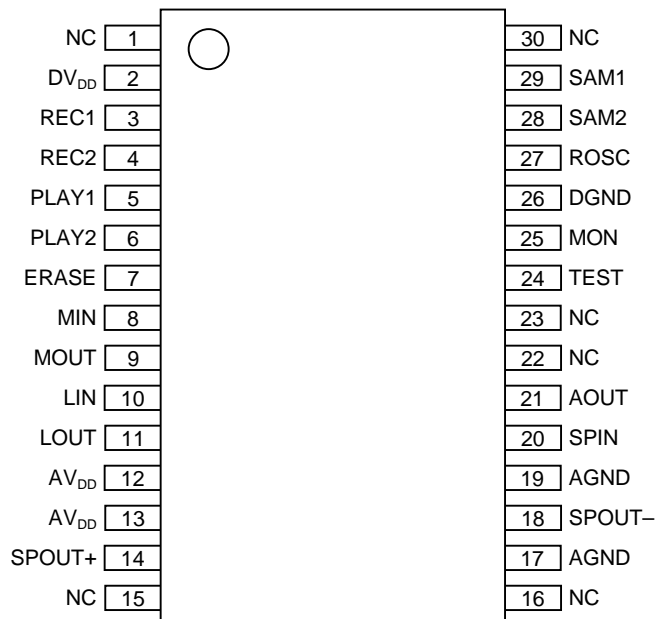 NC 1 30 NC
DV_DD 2 29 SAM1
REC1 3 28 SAM2
REC2 4 27 ROSC
PLAY1 5 26 DGND
PLAY2 6 25 MON
ERASE 7 24 TEST
MIN 8 23 NC
MOUT 9 22 NC
LIN 10 21 AOUT
LOUT 11 20 SPIN
AV_DD 12 19 AGND
AV_DD 13 18 SPOUT–
SPOUT+ 14 17 AGND
NC 15 16 NC